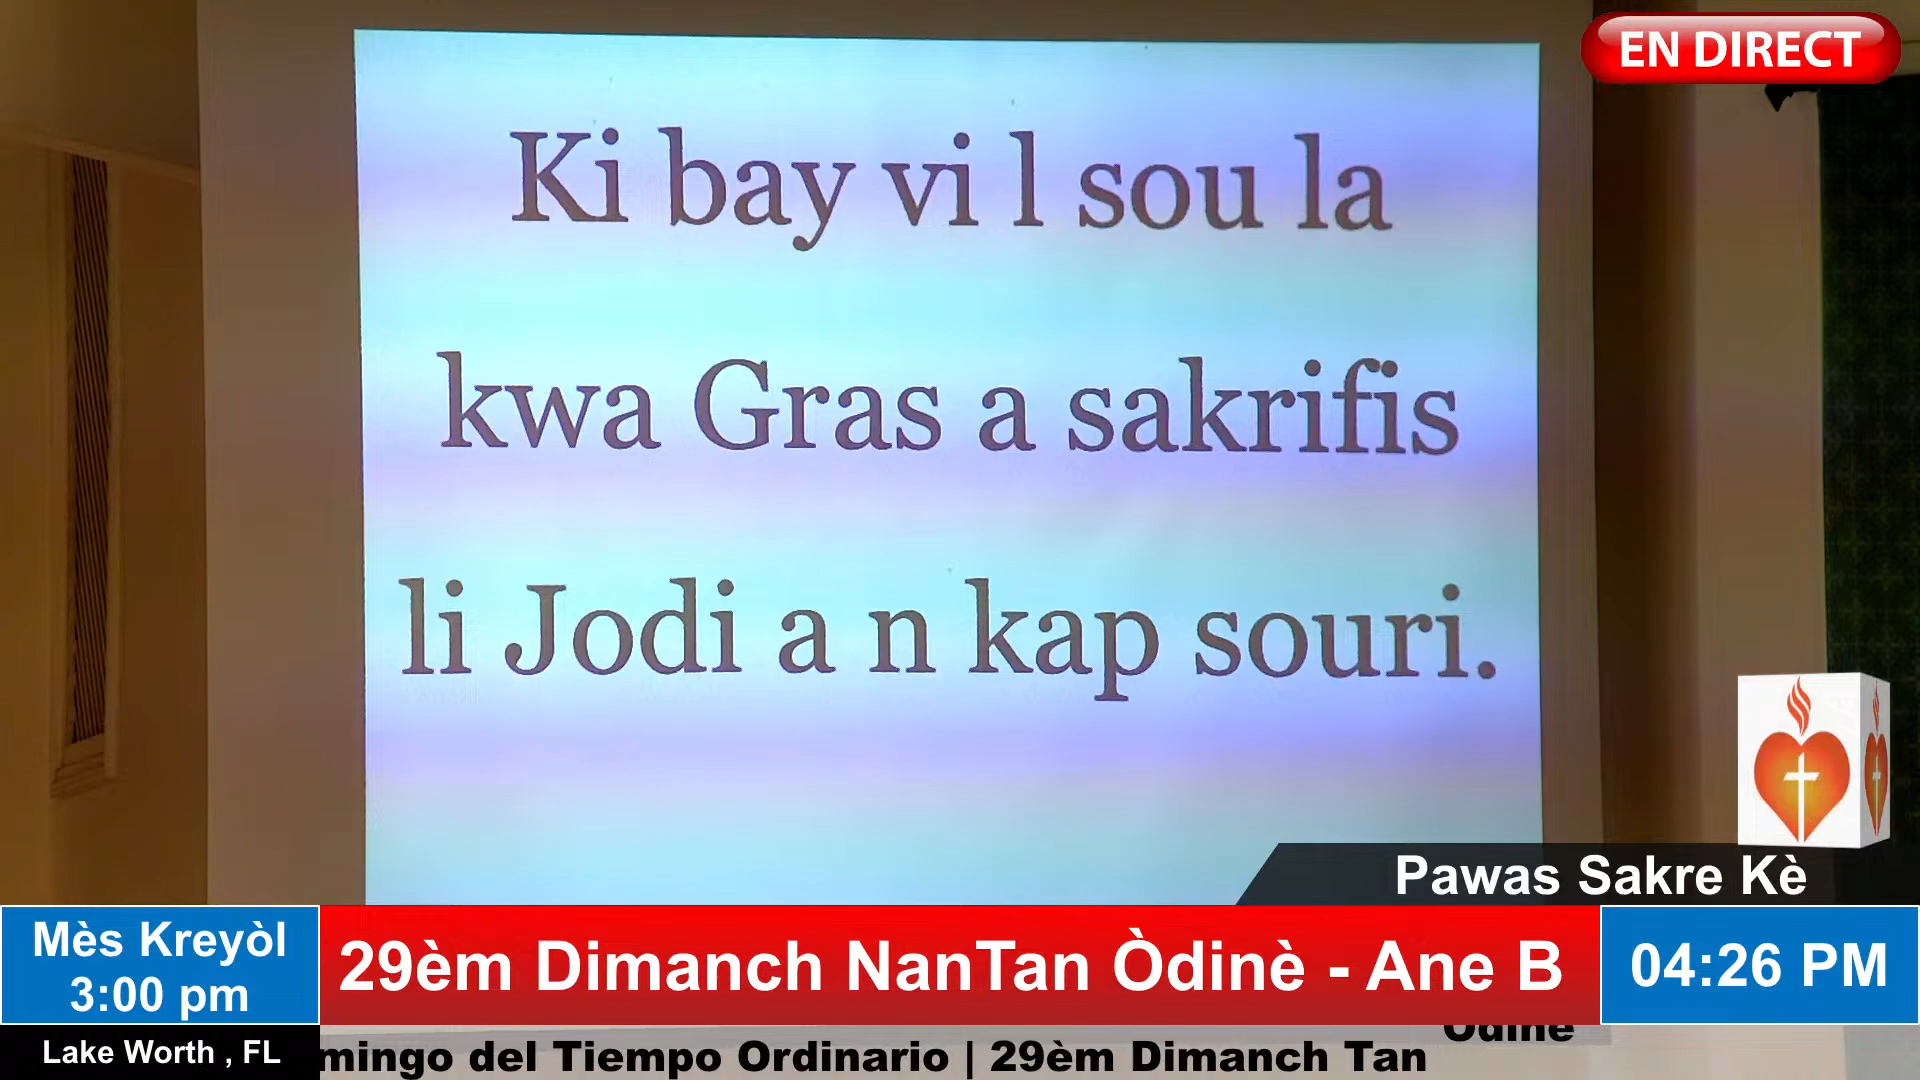 EN DIRECT
Ki bay vi l sou la
kwa Gras a sakrifis
li Jodi a n kap souri.
Pawas Sakre Kè
Mès Kreyòl
3:00 pm
29èm Dimanch NanTan Òdinè - Ane B
04:26 PM
Lake Worth , FL
mingo del Tiempo Ordinario | 29èm Dimanch Tan
Òdinè